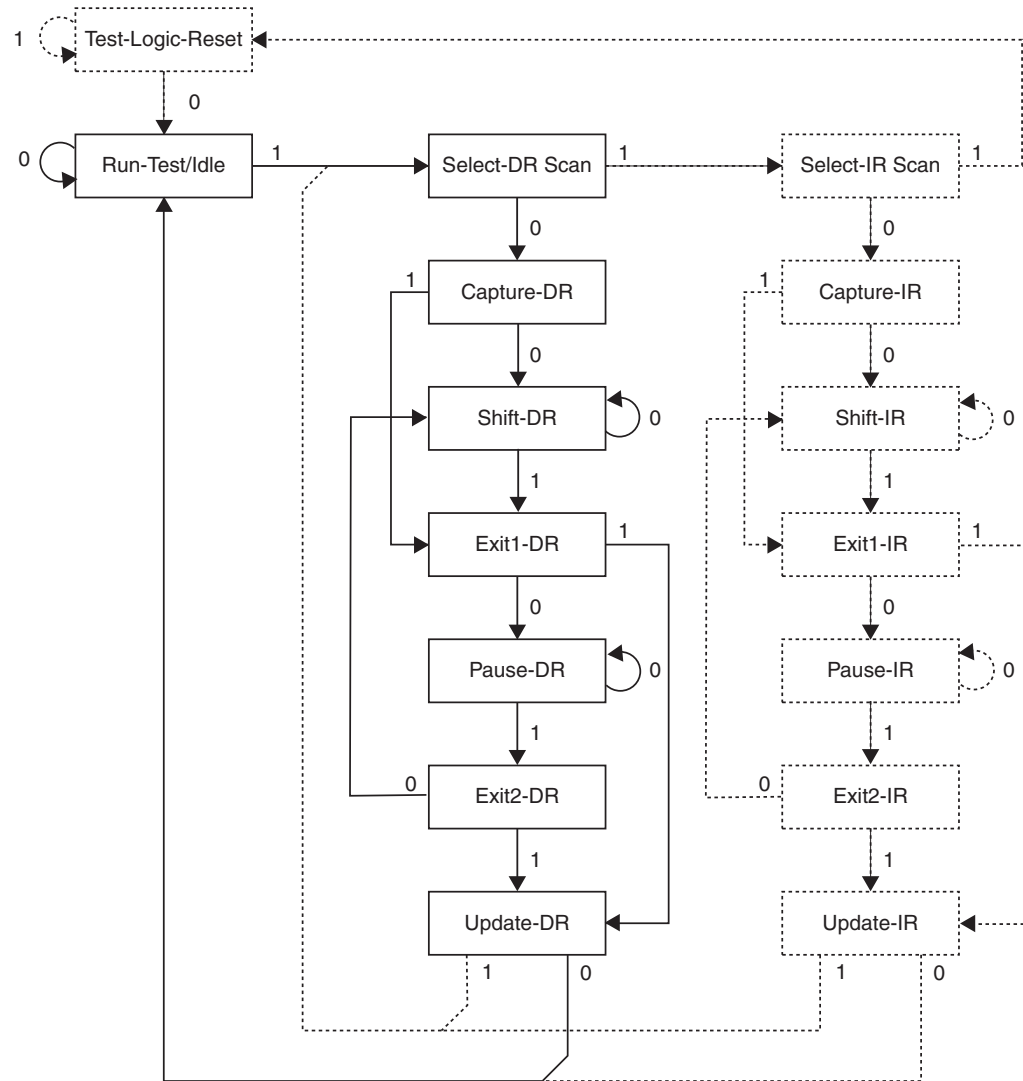 1
Test-Logic-Reset
0
0
Run-Test/Idle
1
Select-DR Scan
1
Select-IR Scan
1
0
0
1
Capture-DR
1
Capture-IR
0
0
Shift-DR
0
Shift-IR
0
1
1
Exit1-DR
1
Exit1-IR
1
0
0
Pause-DR
0
Pause-IR
0
1
1
0
Exit2-DR
0
Exit2-IR
1
1
Update-DR
Update-IR
1
0
1
0